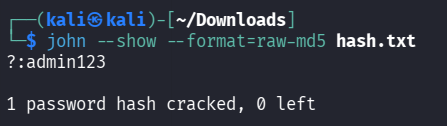 ┌──(kali㉿kali)-[~/Downloads]
└─$ john --show --format=raw-md5 hash.txt
?:admin123
1 password hash cracked, 0 left